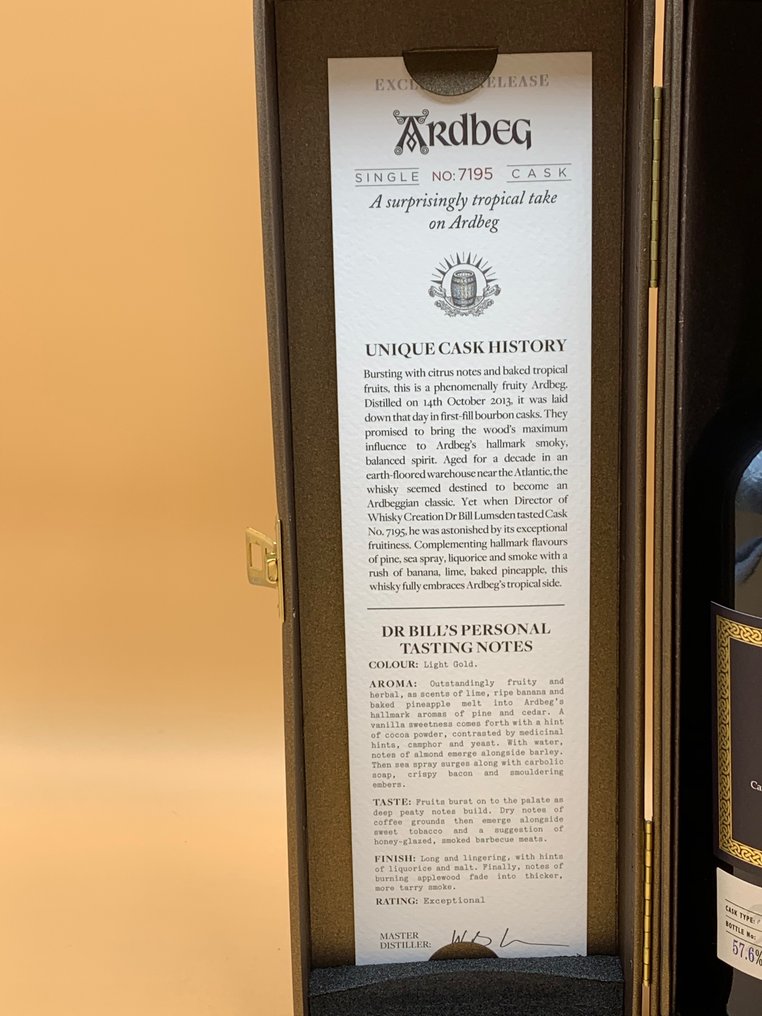 ARDBEG
SINGLE NO: 7195 CASK
A surprisingly tropical take
on Ardbeg
UNIQUE CASK HISTORY
Bursting with citrus notes and baked tropical
fruits, this is a phenomenally fruity Ardbeg.
Distilled on 14th October 2013, it was laid
down that day in first-fill bourbon casks. They
promised to bring the wood's maximum
influence to Ardbeg's hallmark smoky,
balanced spirit. Aged for a decade in an
earth-floored warehouse near the Atlantic, the
whisky seemed destined to become an
Ardbeggian classic. Yet when Director of
Whisky Creation Dr Bill Lumsden tasted Cask
No. 7195, he was astonished by its exceptional
fruitiness. Complementing hallmark flavours
of pine, sea spray, liquorice and smoke with a
rush of banana, lime, baked pineapple, this
whisky fully embraces Ardbeg's tropical side.
DR BILL'S PERSONAL
TASTING NOTES
COLOUR: Light Gold.
AROMA: Outstandingly fruity and
herbal, as scents of lime, ripe banana and
baked pineapple melt into Ardbeg's
hallmark aromas of pine and cedar. A
vanilla sweetness comes forth with a hint
of cocoa powder, contrasted by medicinal
hints, camphor and yeast. With water,
notes of almond emerge alongside barley.
Then sea spray surges along with carbolic
soap, crispy bacon and smouldering
embers.
TASTE: Fruits burst on to the palate as
deep peaty notes build. Dry notes of
coffee grounds then emerge alongside
sweet tobacco and a suggestion of
honey-glazed, smoked barbecue meats.
FINISH: Long and lingering, with hints
of liquorice and malt. Finally, notes of
burning applewood fade into thicker,
more tarry smoke.
RATING: Exceptional
MASTER
DISTILLER:
Ca
CASK TYPE:
BOTTLE No:
57.6%